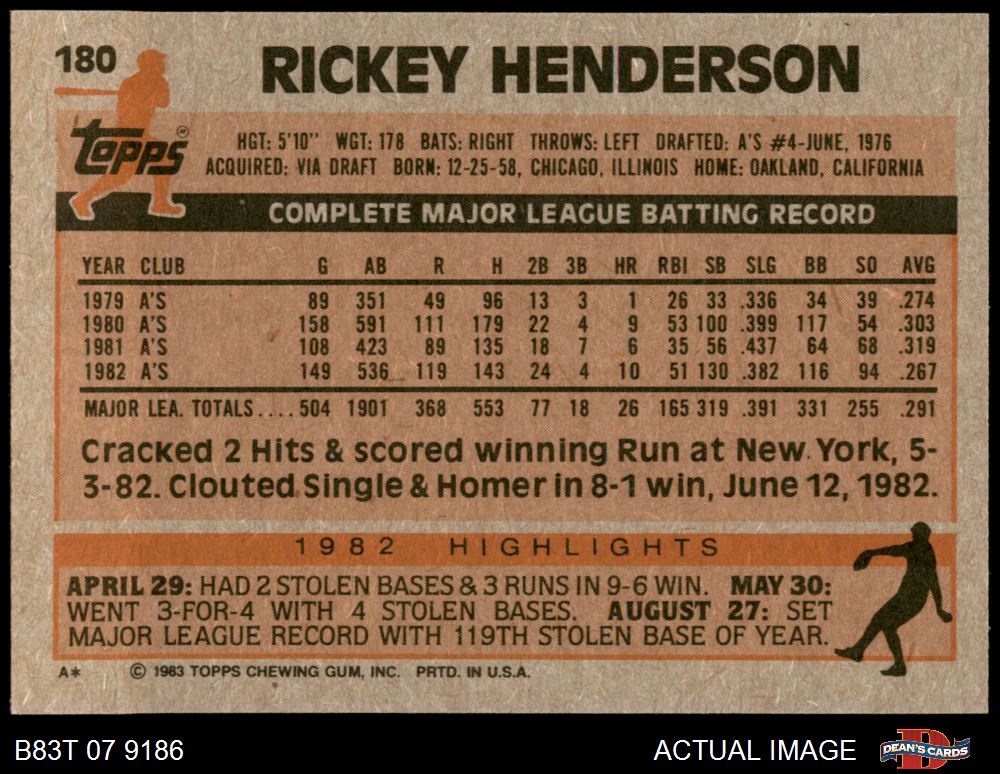 180
RICKEY HENDERSON
topps®
HGT: 5'10" WGT: 178 BATS: RIGHT THROWS: LEFT DRAFTED: A'S #4-JUNE, 1976
ACQUIRED: VIA DRAFT BORN: 12-25-58, CHICAGO, ILLINOIS HOME: OAKLAND, CALIFORNIA
COMPLETE MAJOR LEAGUE BATTING RECORD
YEAR CLUB G AB R H 2B 3B HR RBI SB SLG BB SO AVG
1979 A'S 89 351 49 96 13 3 1 26 33 .336 34 39 .274
1980 A'S 158 591 111 179 22 4 9 53 100 .399 117 54 .303
1981 A'S 108 423 89 135 18 7 6 35 56 .437 64 68 .319
1982 A'S 149 536 119 143 24 4 10 51 130 .382 116 94 .267
MAJOR LEA. TOTALS.... 504 1901 368 553 77 18 26 165 319 .391 331 255 .291
Cracked 2 Hits & scored winning Run at New York, 5-
3-82. Clouted Single & Homer in 8-1 win, June 12, 1982.
1982 HIGHLIGHTS
APRIL 29: HAD 2 STOLEN BASES & 3 RUNS IN 9-6 WIN. MAY 30:
WENT 3-FOR-4 WITH 4 STOLEN BASES. AUGUST 27: SET
MAJOR LEAGUE RECORD WITH 119TH STOLEN BASE OF YEAR.
A* © 1983 TOPPS CHEWING GUM, INC. PRTD. IN U.S.A.
B83T 07 9186 ACTUAL IMAGE DEAN'S CARDS